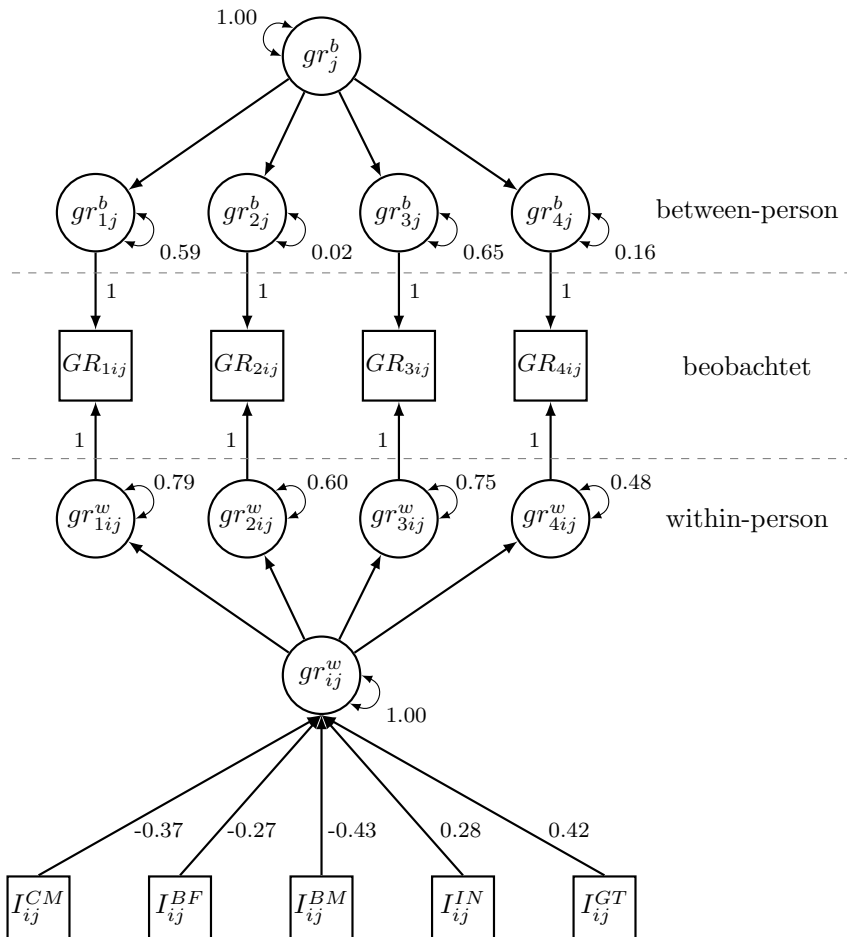 1.00
gr_j^b
gr_{1j}^b gr_{2j}^b gr_{3j}^b gr_{4j}^b between-person
0.59 0.02 0.65 0.16
1 1 1 1
GR_{1ij} GR_{2ij} GR_{3ij} GR_{4ij} beobachtet
1 1 1 1
0.79 0.60 0.75 0.48
gr_{1ij}^w gr_{2ij}^w gr_{3ij}^w gr_{4ij}^w within-person
gr_{ij}^w
1.00
-0.37 -0.27 -0.43 0.28 0.42
I_{ij}^{CM} I_{ij}^{BF} I_{ij}^{BM} I_{ij}^{IN} I_{ij}^{GT}